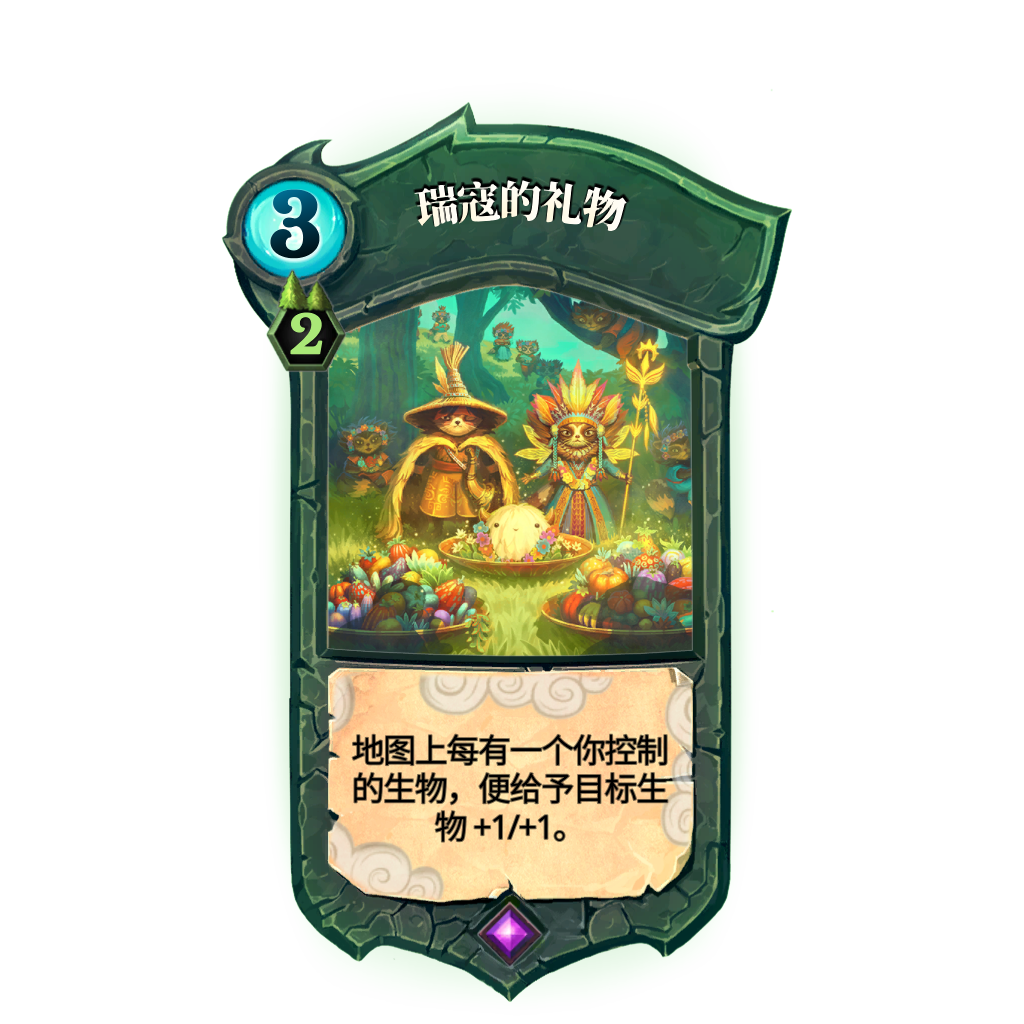 3
瑞寇的礼物
2
地图上每有一个你控制
的生物，便给予目标生
物 +1/+1。